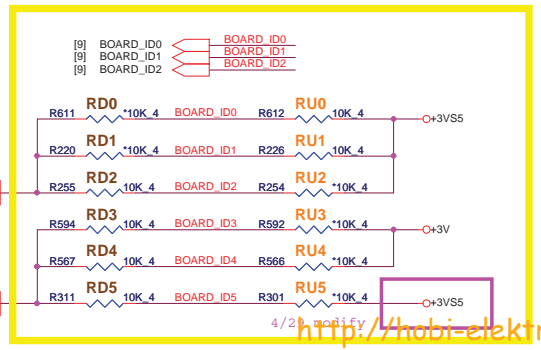 [9] BOARD_ID0 BOARD_ID0
[9] BOARD_ID1 BOARD_ID1
[9] BOARD_ID2 BOARD_ID2
RD0 RU0
R611 *10K_4 BOARD_ID0 R612 10K_4 +3VS5
RD1 RU1
R220 *10K_4 BOARD_ID1 R226 10K_4
RD2 RU2
R255 10K_4 BOARD_ID2 R254 *10K_4
RD3 RU3
R594 10K_4 BOARD_ID3 R592 *10K_4 +3V
RD4 RU4
R567 10K_4 BOARD_ID4 R566 *10K_4
RD5 RU5
R311 10K_4 BOARD_ID5 R301 *10K_4 +3VS5
modify
http://hobi-elektr